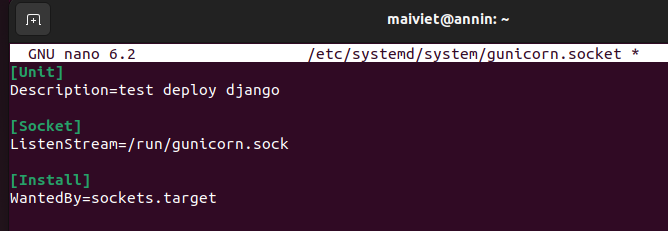 maiviet@annin: ~
GNU nano 6.2 /etc/systemd/system/gunicorn.socket *
[Unit]
Description=test deploy django
[Socket]
ListenStream=/run/gunicorn.sock
[Install]
WantedBy=sockets.target